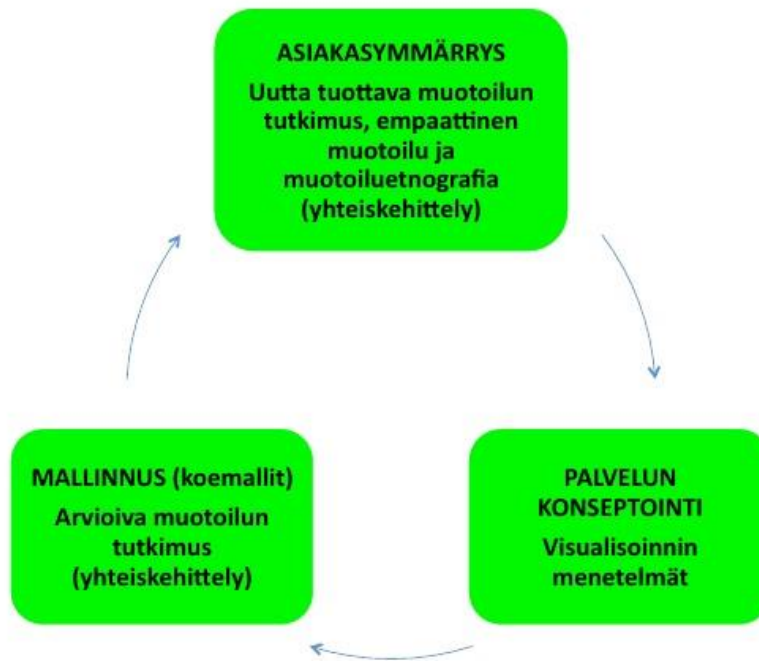 ASIAKASYMMÄRRYS
Uutta tuottava muotoilun
tutkimus, empaattinen
muotoilu ja
muotoiluetnografia
(yhteiskehittely)
MALLINNUS (koemallit)
Arvioiva muotoilun
tutkimus
(yhteiskehittely)
PALVELUN
KONSEPTOINTI
Visualisoinnin
menetelmät